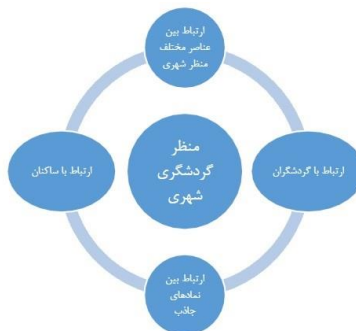 ارتباط بین
عناصر مختلف
منظر شهری
منظر
گردشگری
شهری
ارتباط با گردشگران
ارتباط با ساکنان
ارتباط بین
نمادهای
جاذب